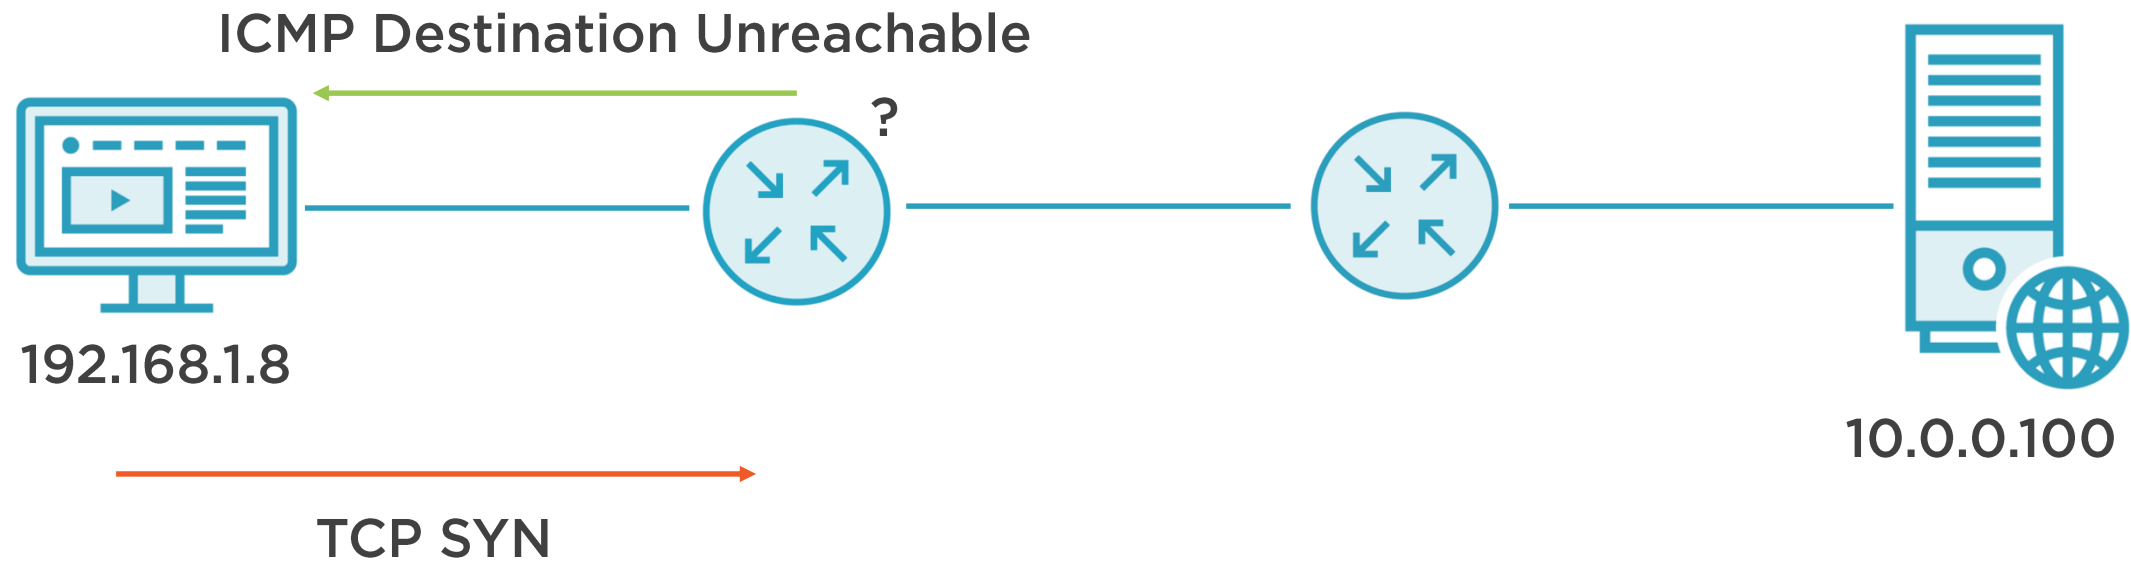 ICMP Destination Unreachable
?
192.168.1.8
10.0.0.100
TCP SYN